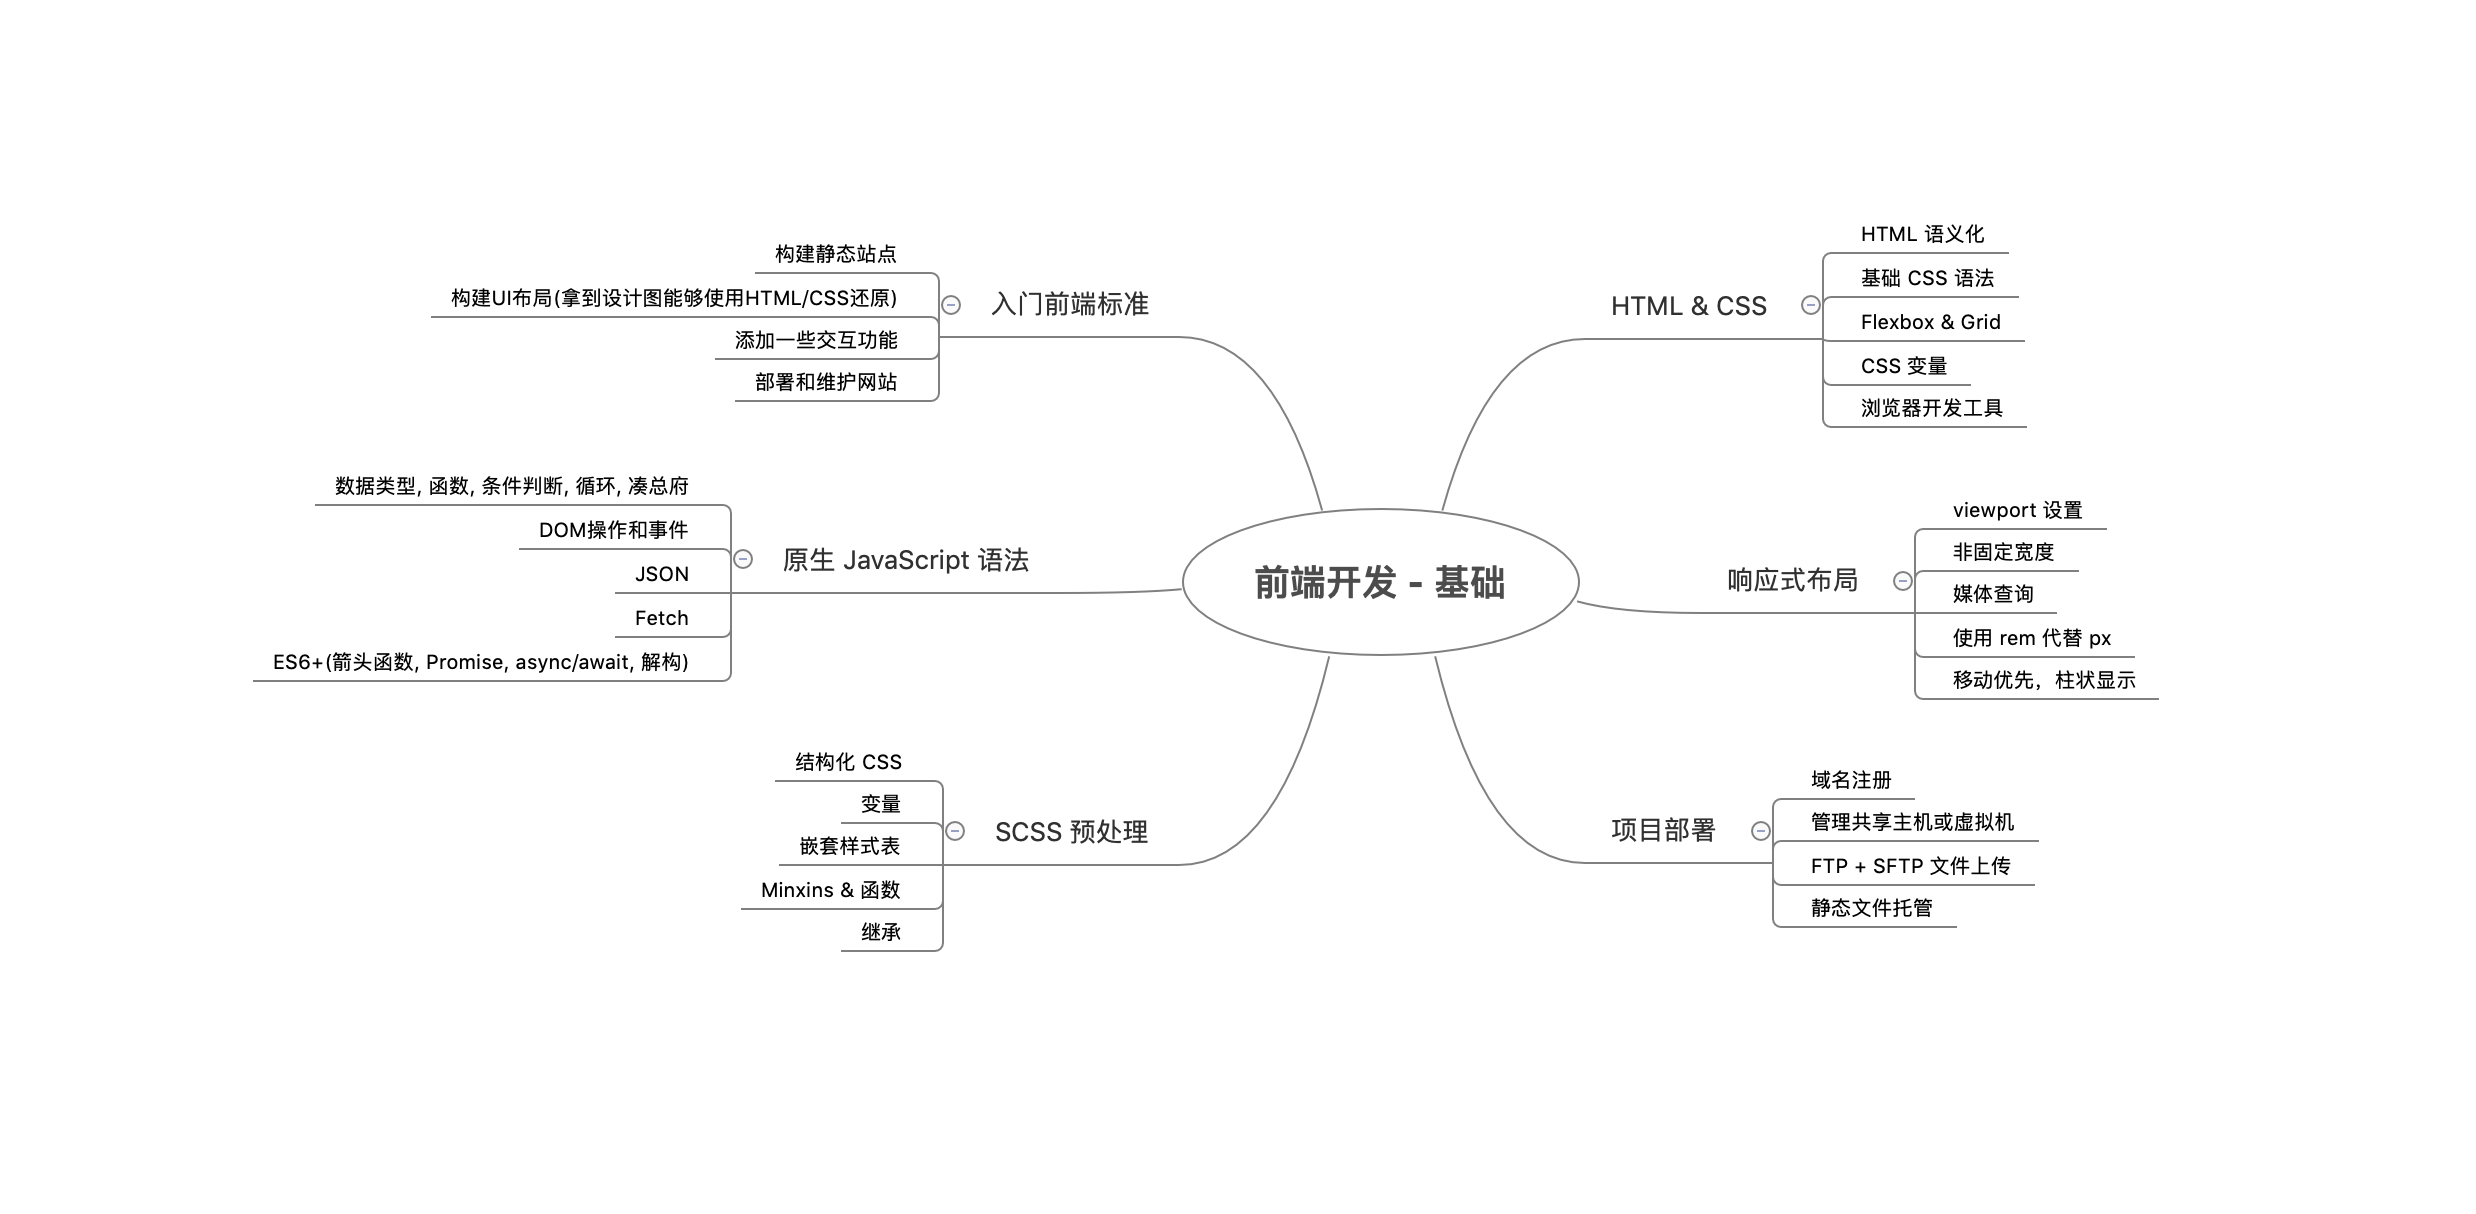 前端开发 - 基础
HTML & CSS
HTML 语义化
基础 CSS 语法
Flexbox & Grid
CSS 变量
浏览器开发工具
响应式布局
viewport 设置
非固定宽度
媒体查询
使用 rem 代替 px
移动优先，柱状显示
项目部署
域名注册
管理共享主机或虚拟机
FTP + SFTP 文件上传
静态文件托管
入门前端标准
构建静态站点
构建UI布局(拿到设计图能够使用HTML/CSS还原)
添加一些交互功能
部署和维护网站
原生 JavaScript 语法
数据类型, 函数, 条件判断, 循环, 凑总府
DOM操作和事件
JSON
Fetch
ES6+(箭头函数, Promise, async/await, 解构)
SCSS 预处理
结构化 CSS
变量
嵌套样式表
Minxins & 函数
继承